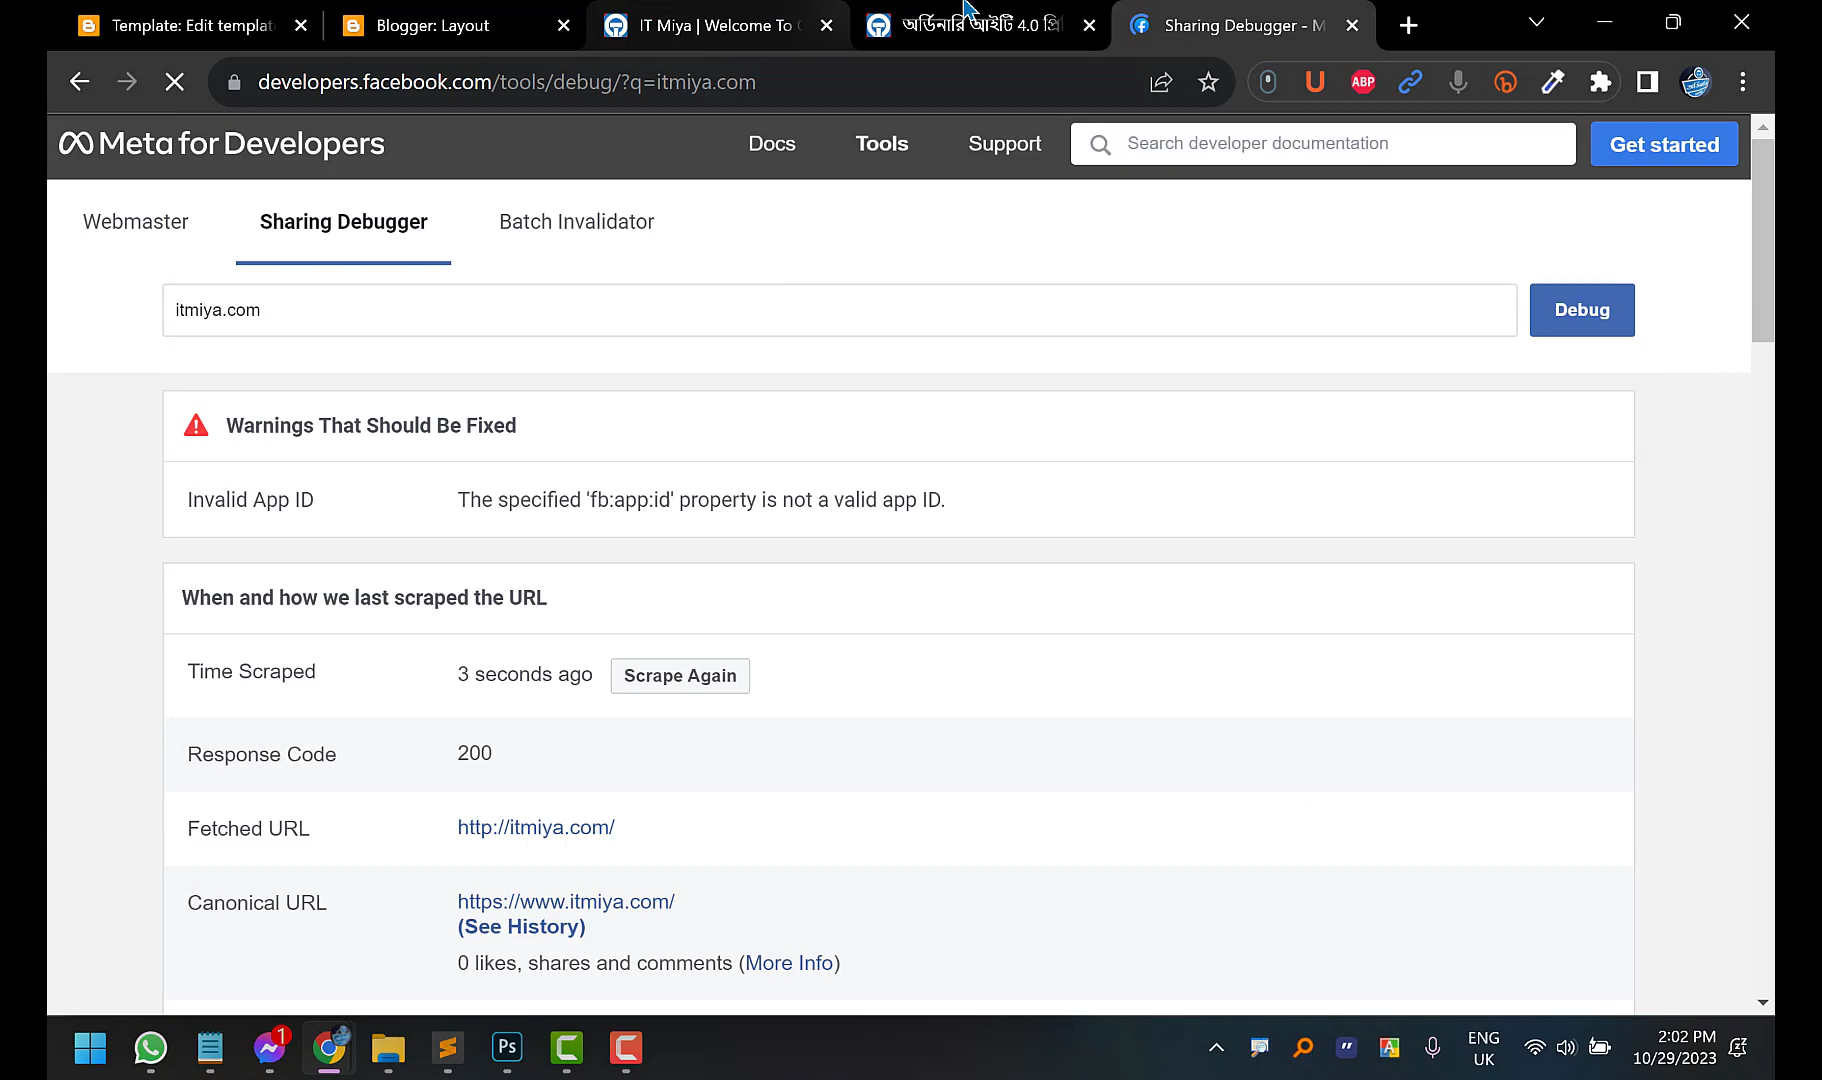 Template: Edit templat
Blogger: Layout
IT Miya | Welcome To
অর্ডিনারি আইটি 4.0 প্রি
Sharing Debugger - M
developers.facebook.com/tools/debug/?q=itmiya.com
U
ABP
Meta for Developers
Docs
Tools
Support
Search developer documentation
Get started
Webmaster
Sharing Debugger
Batch Invalidator
itmiya.com
Debug
Warnings That Should Be Fixed
Invalid App ID
The specified 'fb:app:id' property is not a valid app ID.
When and how we last scraped the URL
Time Scraped
3 seconds ago
Scrape Again
Response Code
200
Fetched URL
http://itmiya.com/
Canonical URL
https://www.itmiya.com/
(See History)
0 likes, shares and comments (More Info)
1
Ps
A
ENG
UK
2:02 PM
10/29/2023